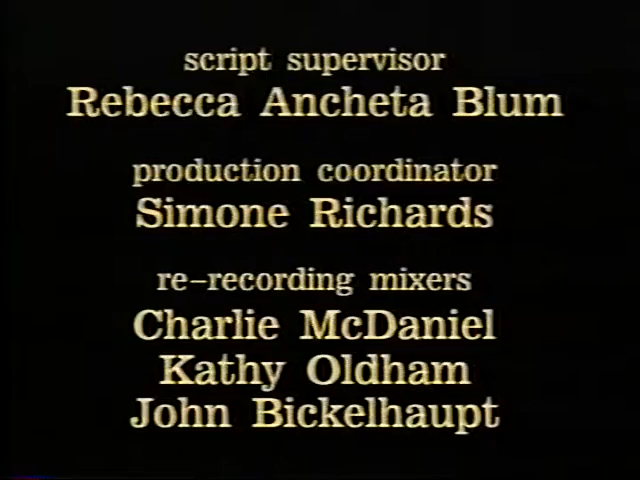 script supervisor
Rebecca Ancheta Blum
production coordinator
Simone Richards
re-recording mixers
Charlie McDaniel
Kathy Oldham
John Bickelhaupt